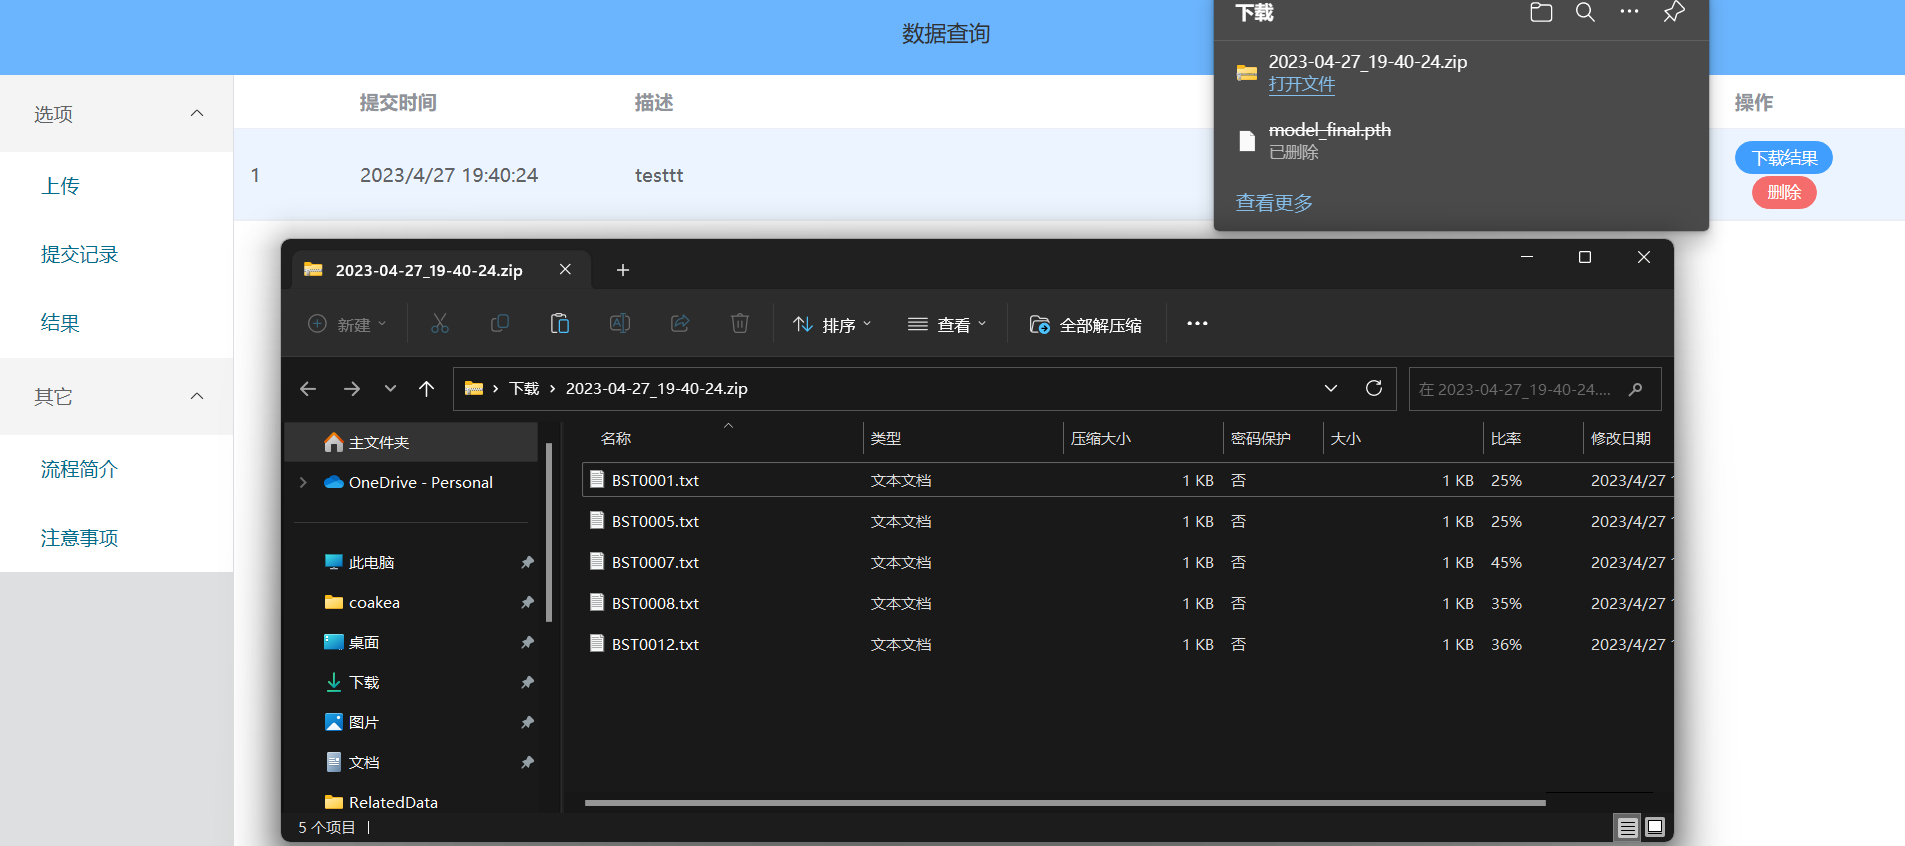 数据查询
选项
上传
提交记录
结果
其它
流程简介
注意事项
提交时间
描述
操作
1
2023/4/27 19:40:24
testtt
下载结果
删除
下载
2023-04-27_19-40-24.zip
打开文件
model_final.pth
已删除
查看更多
2023-04-27_19-40-24.zip
新建
排序
查看
全部解压缩
下载 › 2023-04-27_19-40-24.zip
在 2023-04-27_19-40-24....
主文件夹
OneDrive - Personal
此电脑
coakea
桌面
下载
图片
文档
RelatedData
名称 类型 压缩大小 密码保护 大小 比率 修改日期
BST0001.txt 文本文档 1 KB 否 1 KB 25% 2023/4/27 1
BST0005.txt 文本文档 1 KB 否 1 KB 25% 2023/4/27 1
BST0007.txt 文本文档 1 KB 否 1 KB 45% 2023/4/27 1
BST0008.txt 文本文档 1 KB 否 1 KB 35% 2023/4/27 1
BST0012.txt 文本文档 1 KB 否 1 KB 36% 2023/4/27 1
5 个项目